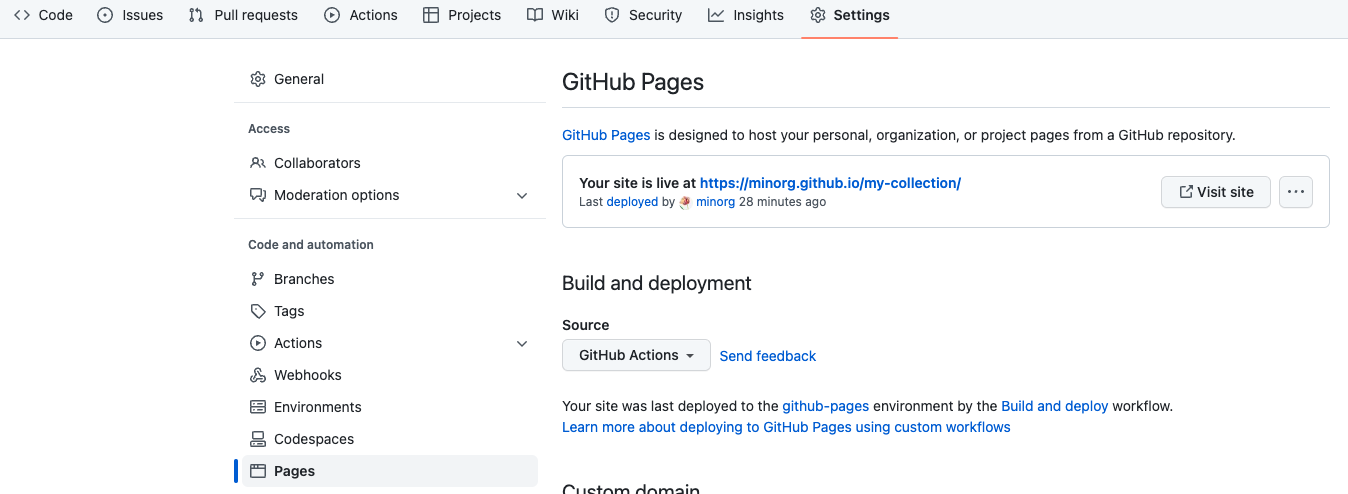 Code Issues Pull requests Actions Projects Wiki Security Insights Settings
General
Access
Collaborators
Moderation options
Code and automation
Branches
Tags
Actions
Webhooks
Environments
Codespaces
Pages
GitHub Pages
GitHub Pages is designed to host your personal, organization, or project pages from a GitHub repository.
Your site is live at https://minorg.github.io/my-collection/
Last deployed by minorg 28 minutes ago
Visit site
Build and deployment
Source
GitHub Actions Send feedback
Your site was last deployed to the github-pages environment by the Build and deploy workflow.
Learn more about deploying to GitHub Pages using custom workflows
Custom domain